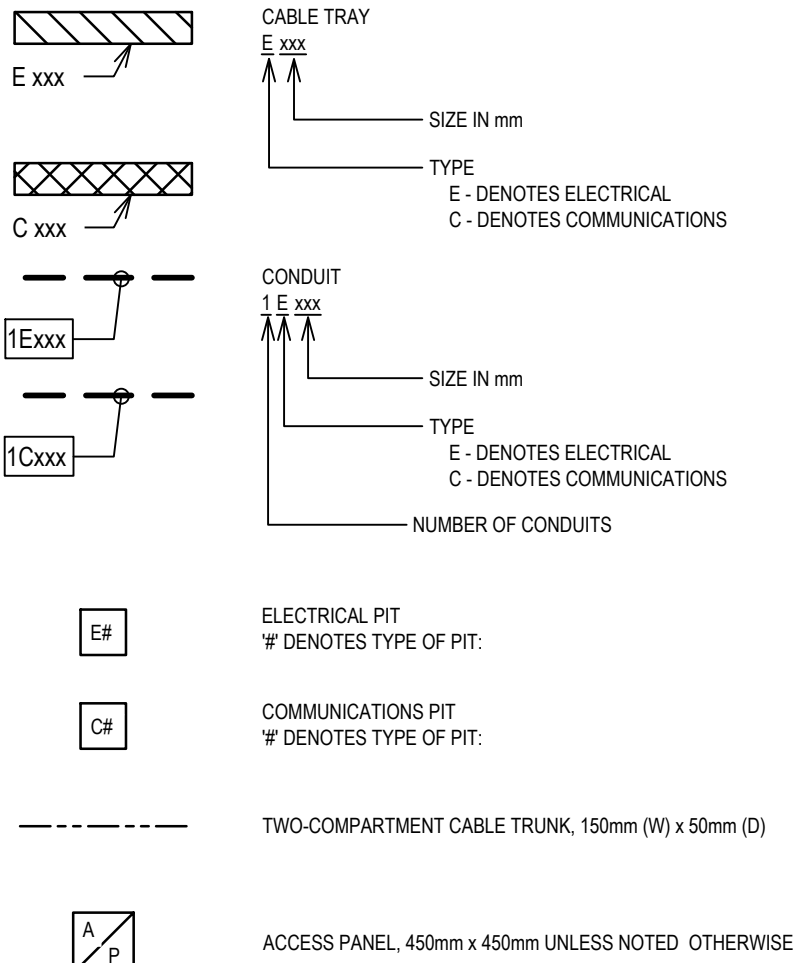 CABLE TRAY
E xxx
E xxx
SIZE IN mm
TYPE
E - DENOTES ELECTRICAL
C - DENOTES COMMUNICATIONS
C xxx
CONDUIT
1 E xxx
1Exxx
SIZE IN mm
TYPE
E - DENOTES ELECTRICAL
C - DENOTES COMMUNICATIONS
1Cxxx
NUMBER OF CONDUITS
E#
ELECTRICAL PIT
'#' DENOTES TYPE OF PIT:
C#
COMMUNICATIONS PIT
'#' DENOTES TYPE OF PIT:
TWO-COMPARTMENT CABLE TRUNK, 150mm (W) x 50mm (D)
A
P
ACCESS PANEL, 450mm x 450mm UNLESS NOTED OTHERWISE